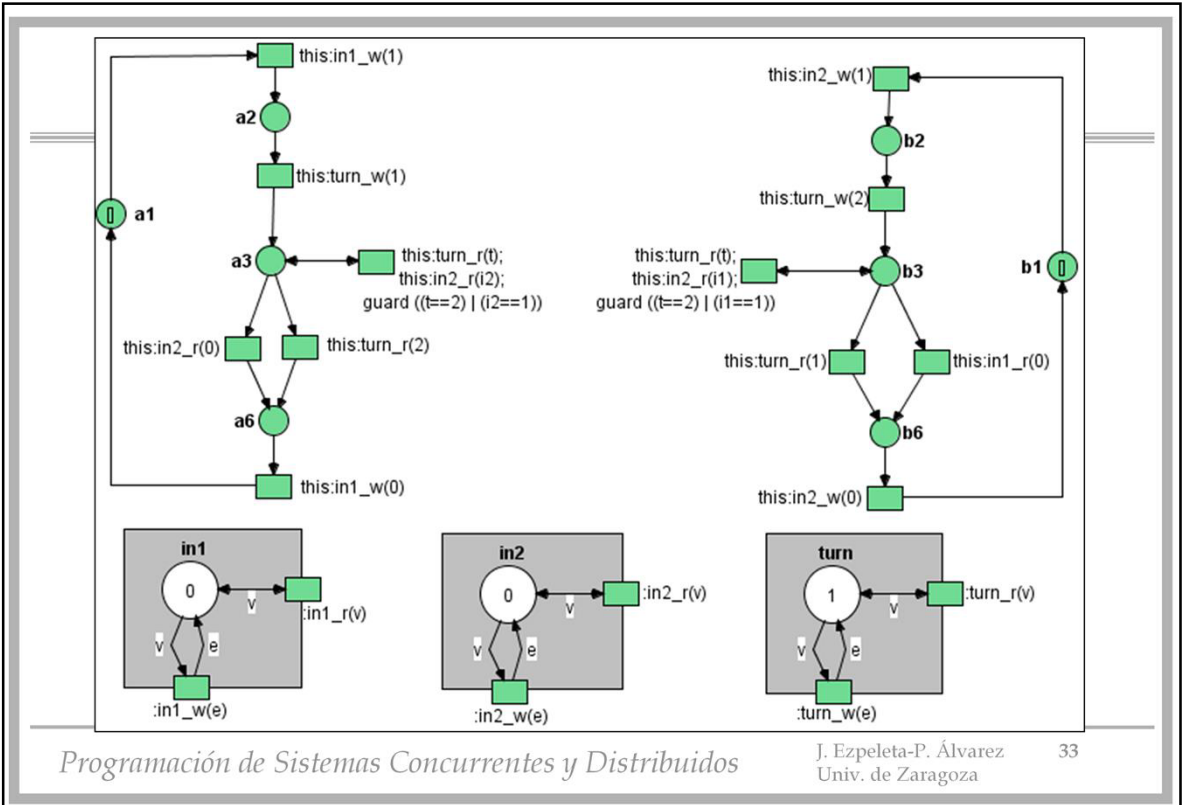 this:in1_w(1)
a2
this:turn_w(1)
a1
a3
this:turn_r(t);
this:in2_r(i2);
guard ((t==2) | (i2==1))
this:in2_r(0)
this:turn_r(2)
a6
this:in1_w(0)
this:in2_w(1)
b2
this:turn_w(2)
this:turn_r(t);
this:in2_r(i1);
guard ((t==2) | (i1==1))
b3
b1
this:turn_r(1)
this:in1_r(0)
b6
this:in2_w(0)
in1
0
v
:in1_r(v)
v
e
:in1_w(e)
in2
0
v
:in2_r(v)
v
e
:in2_w(e)
turn
1
v
:turn_r(v)
v
e
:turn_w(e)
Programación de Sistemas Concurrentes y Distribuidos
J. Ezpeleta-P. Álvarez
Univ. de Zaragoza
33